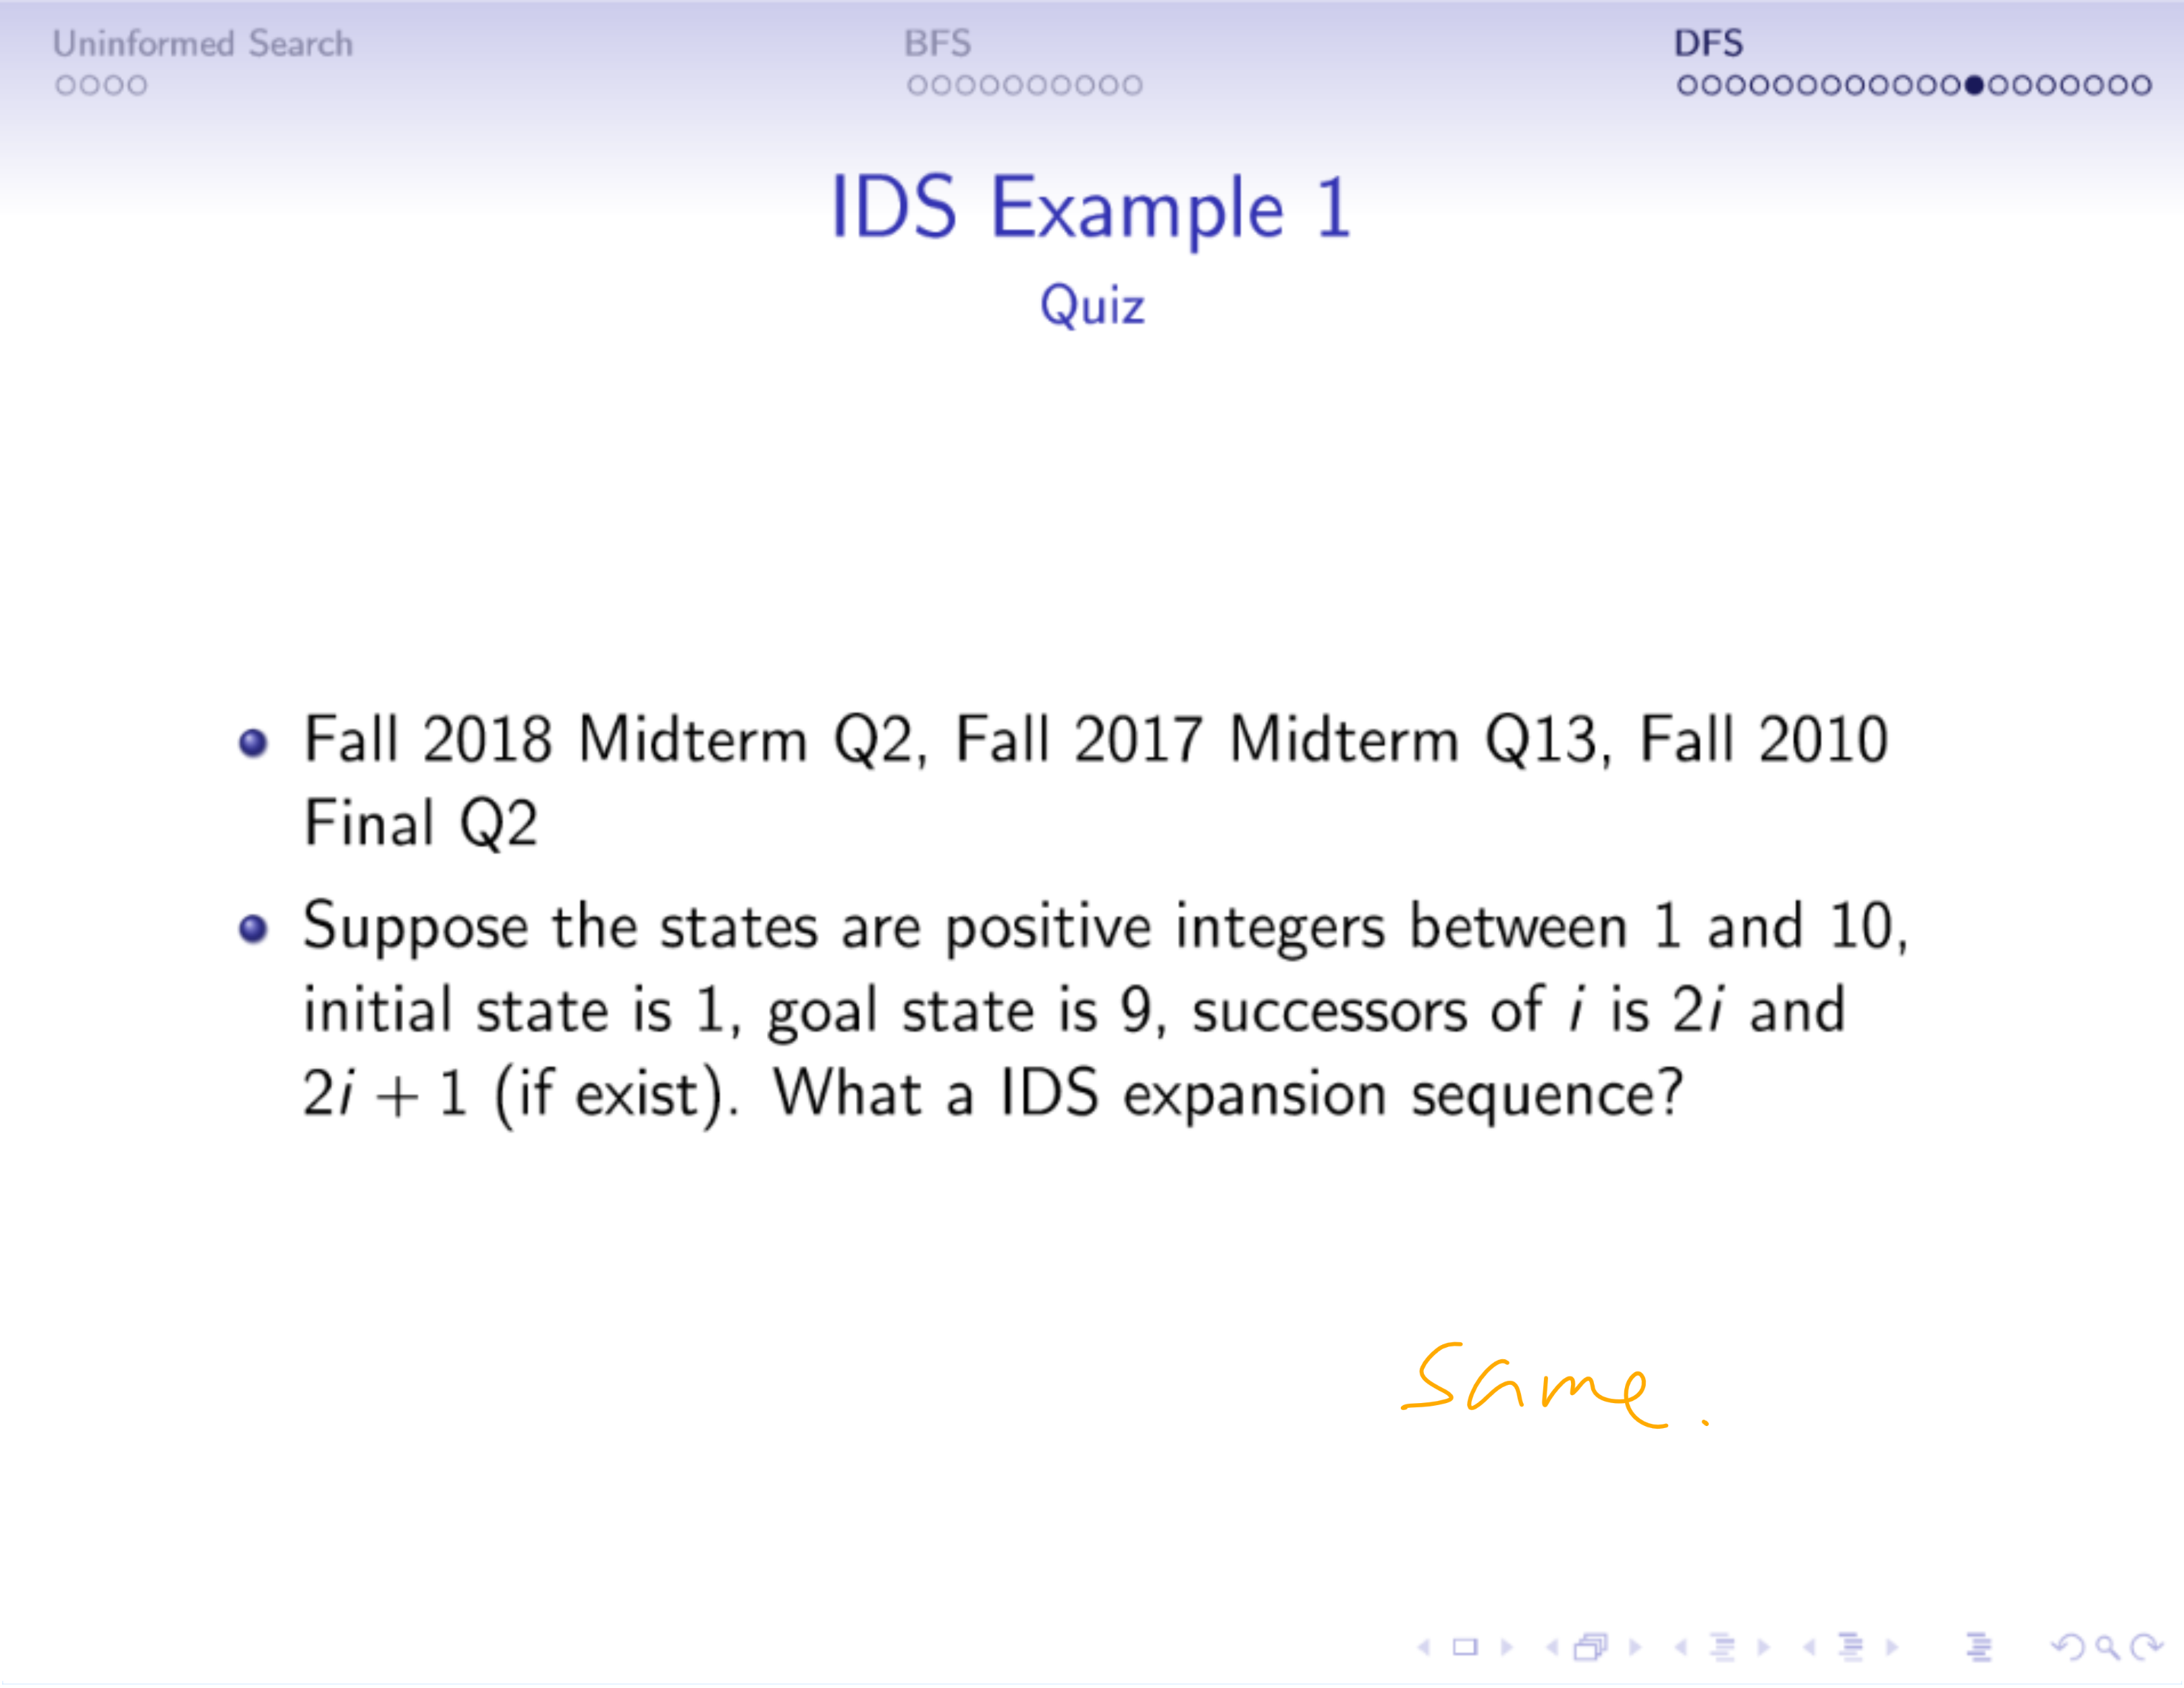 Uninformed Search BFS DFS
IDS Example 1
Quiz
Fall 2018 Midterm Q2, Fall 2017 Midterm Q13, Fall 2010
Final Q2
Suppose the states are positive integers between 1 and 10,
initial state is 1, goal state is 9, successors of i is 2i and
2i + 1 (if exist). What a IDS expansion sequence?
Same.